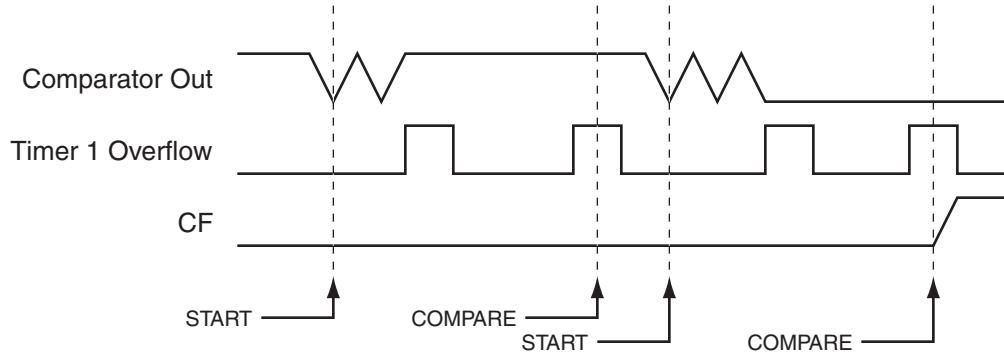 Comparator Out
Timer 1 Overflow
CF
START
COMPARE
START
COMPARE